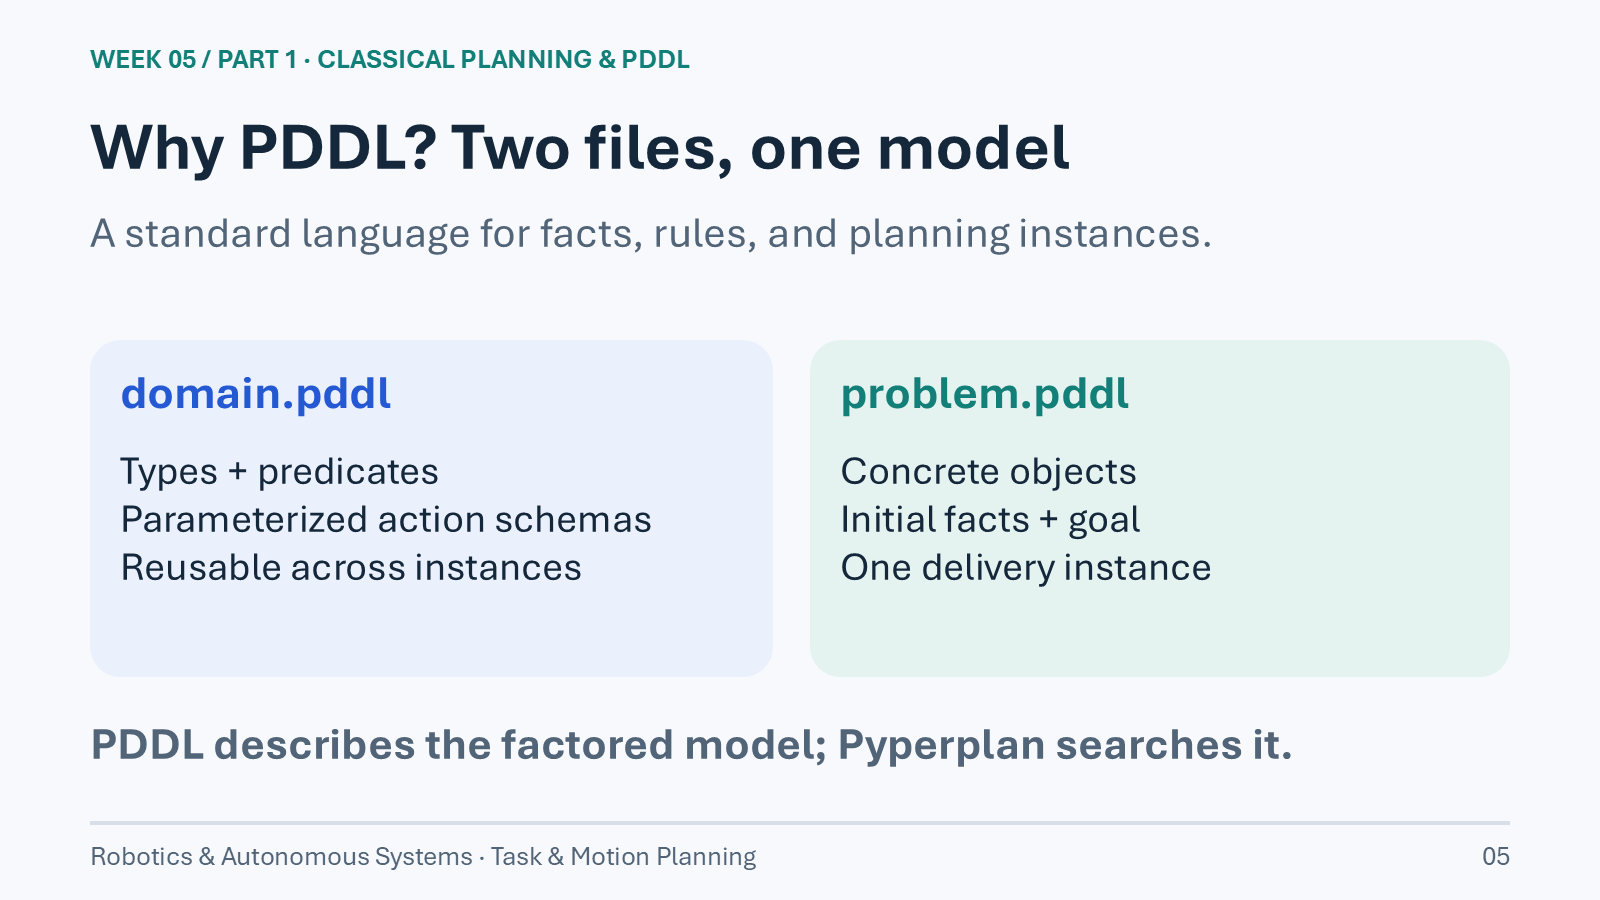 WEEK 05 / PART 1 · CLASSICAL PLANNING & PDDL
Why PDDL? Two files, one model
A standard language for facts, rules, and planning instances.
domain.pddl
Types + predicates
Parameterized action schemas
Reusable across instances
problem.pddl
Concrete objects
Initial facts + goal
One delivery instance
PDDL describes the factored model; Pyperplan searches it.
Robotics & Autonomous Systems · Task & Motion Planning
05